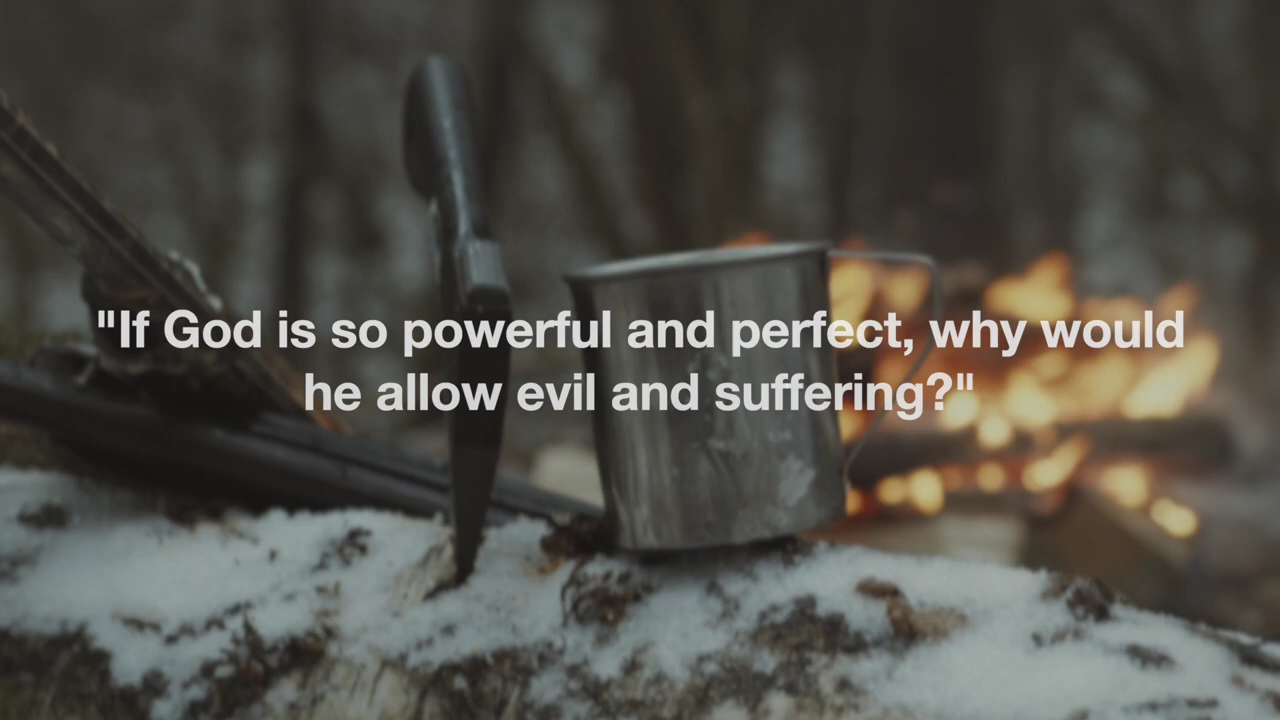 "If God is so powerful and perfect, why would
he allow evil and suffering?"